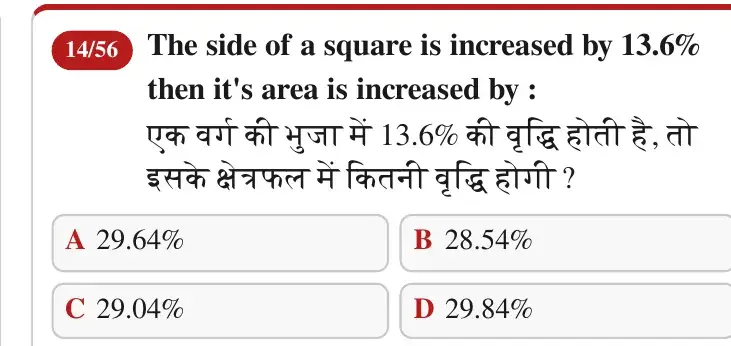 14/56 The side of a square is increased by 13.6%
then it's area is increased by :
एक वर्ग की भुजा में 13.6% की वृद्धि होती है, तो
इसके क्षेत्रफल में कितनी वृद्धि होगी ?
A 29.64% B 28.54%
C 29.04% D 29.84%